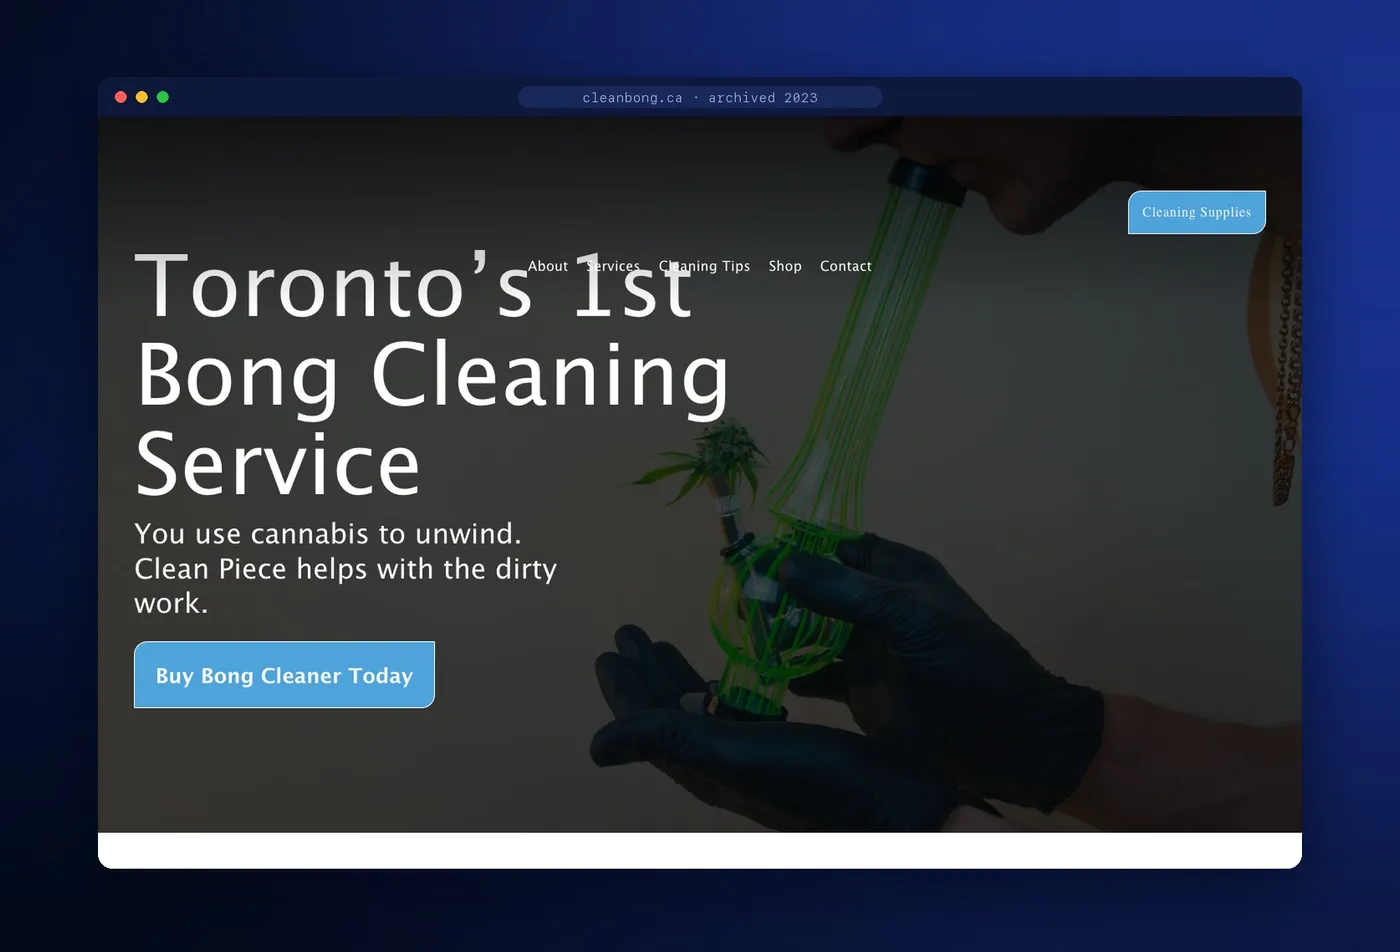 cleanbong.ca · archived 2023
Cleaning Supplies
About Services Cleaning Tips Shop Contact
Toronto’s 1st
Bong Cleaning
Service
You use cannabis to unwind.
Clean Piece helps with the dirty
work.
Buy Bong Cleaner Today